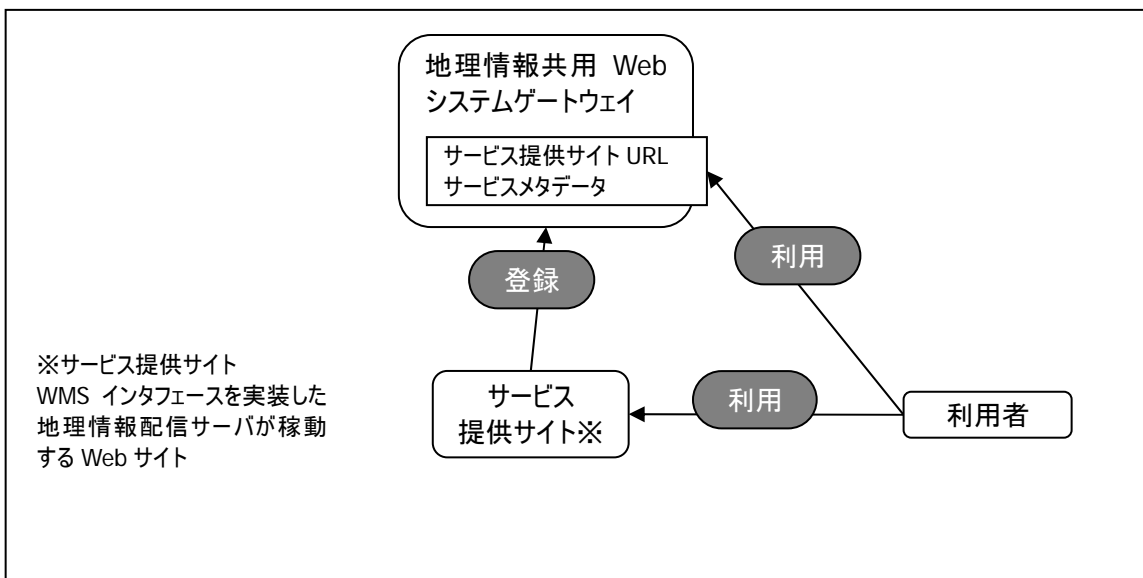 地理情報共用 Web
システムゲートウェイ
サービス提供サイト URL
サービスメタデータ
利用
登録
※サービス提供サイト
WMS インタフェースを実装した
地理情報配信サーバが稼動
する Web サイト
サービス
提供サイト※
利用
利用者